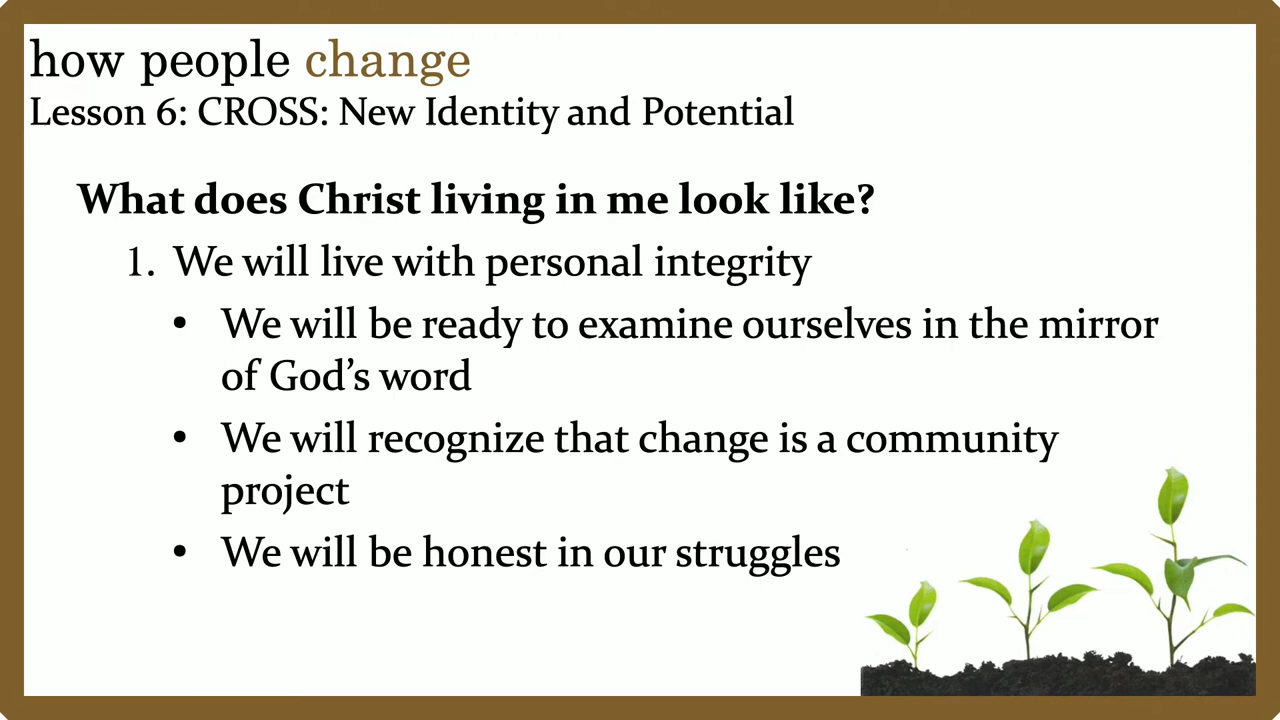 how people change
Lesson 6: CROSS: New Identity and Potential
What does Christ living in me look like?
1. We will live with personal integrity
• We will be ready to examine ourselves in the mirror
of God’s word
• We will recognize that change is a community
project
• We will be honest in our struggles